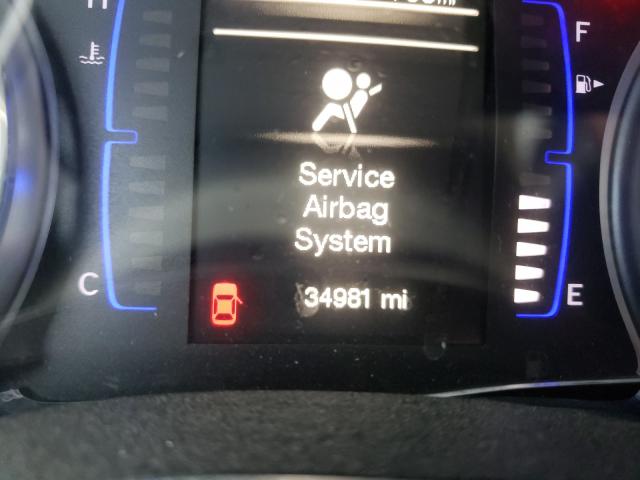 H
F
Service
Airbag
System
C
34981 mi
E